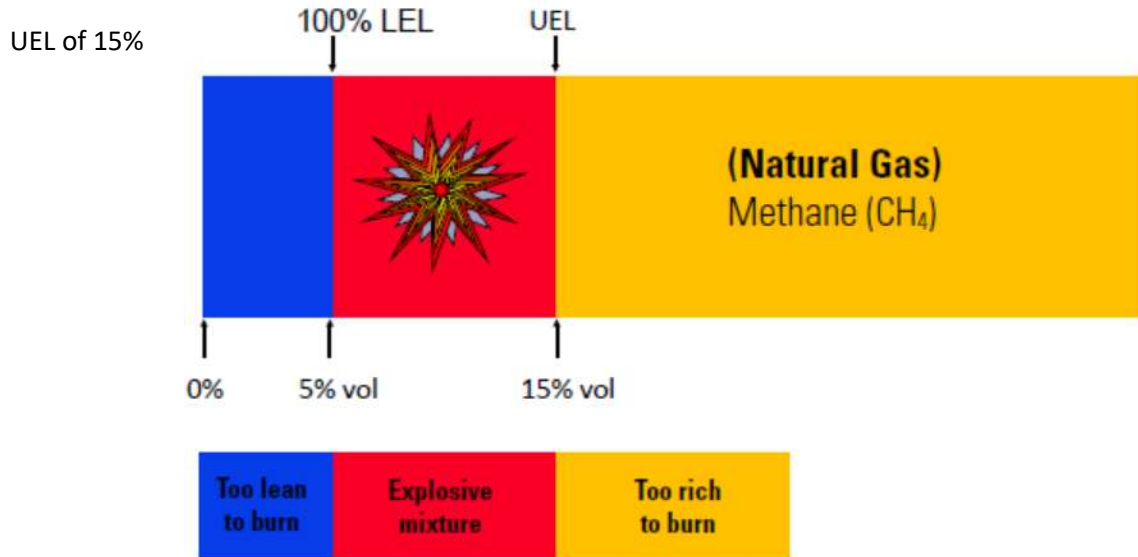 100% LEL
UEL
UEL of 15%
(Natural Gas)
Methane (CH₄)
0%
5% vol
15% vol
Too lean
to burn
Explosive
mixture
Too rich
to burn